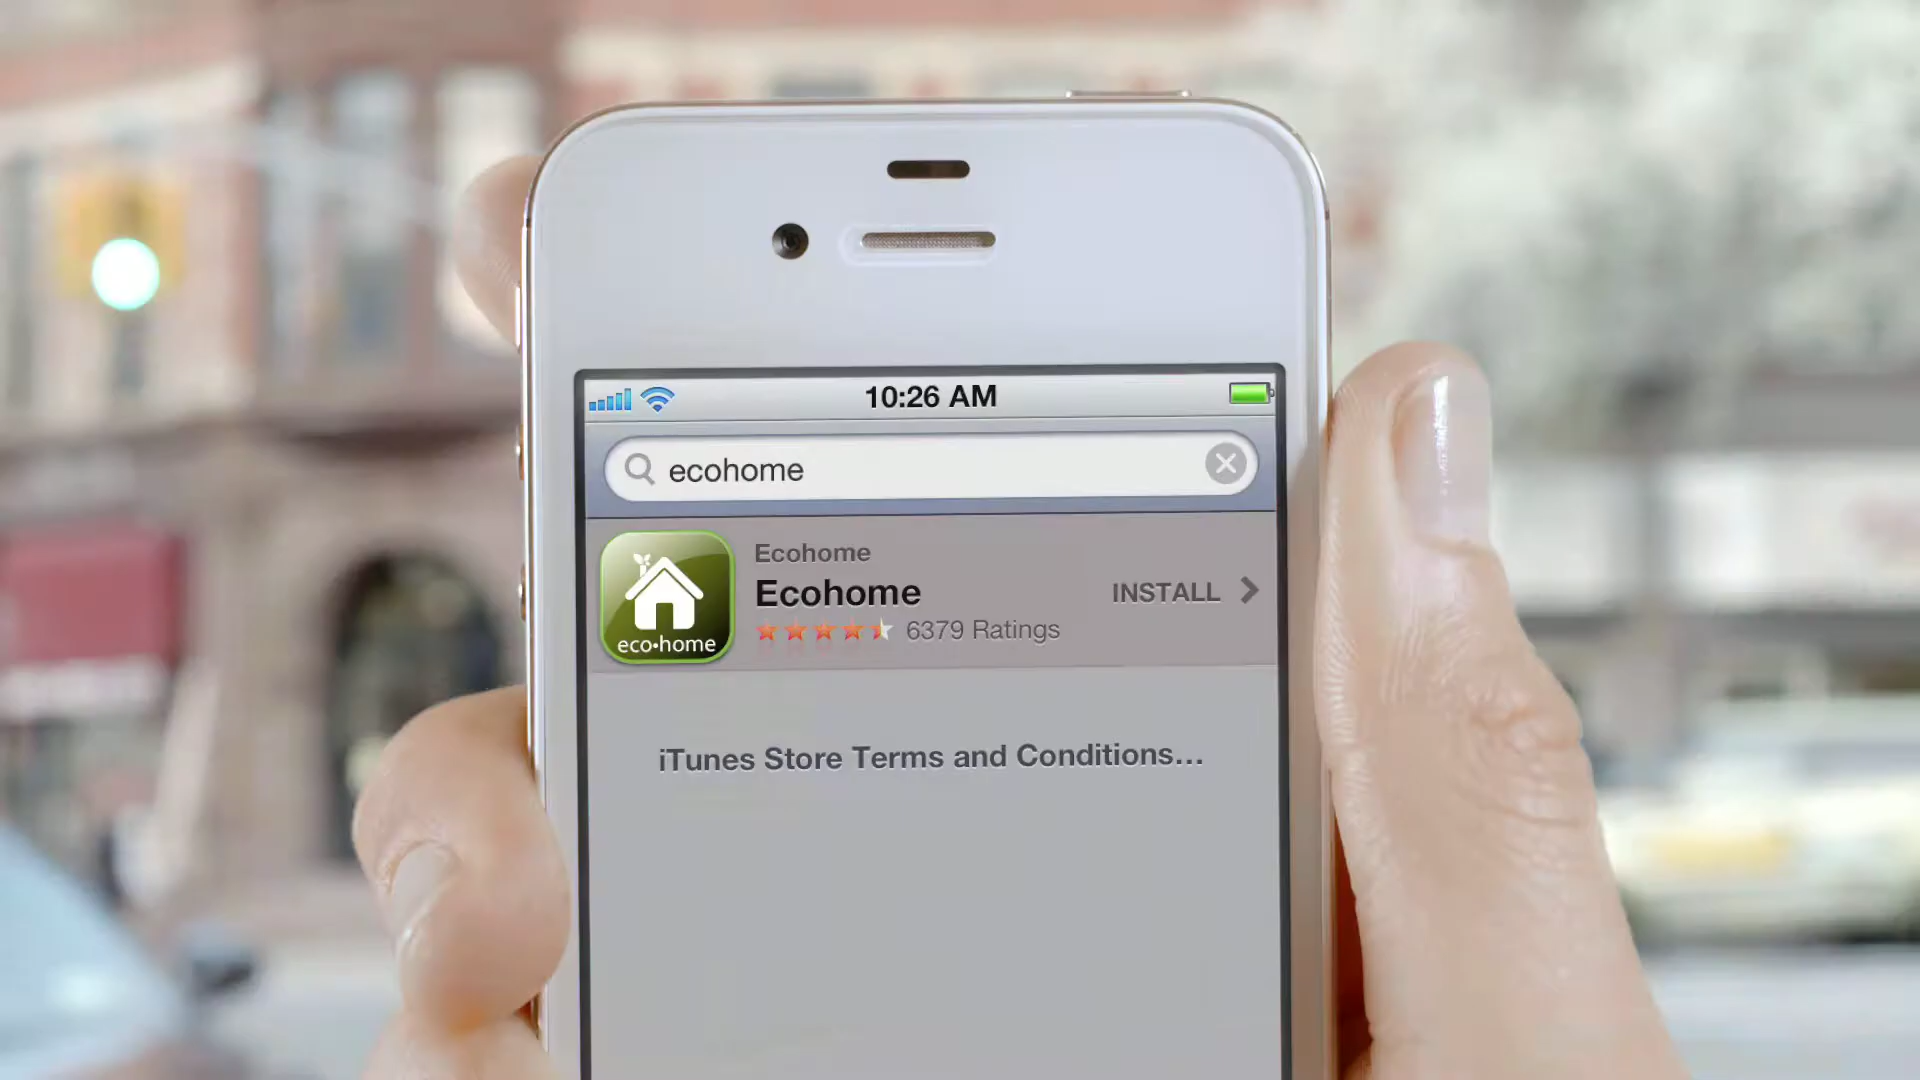 10:26 AM
ecohome
Ecohome
Ecohome
INSTALL
6379 Ratings
eco•home
iTunes Store Terms and Conditions...